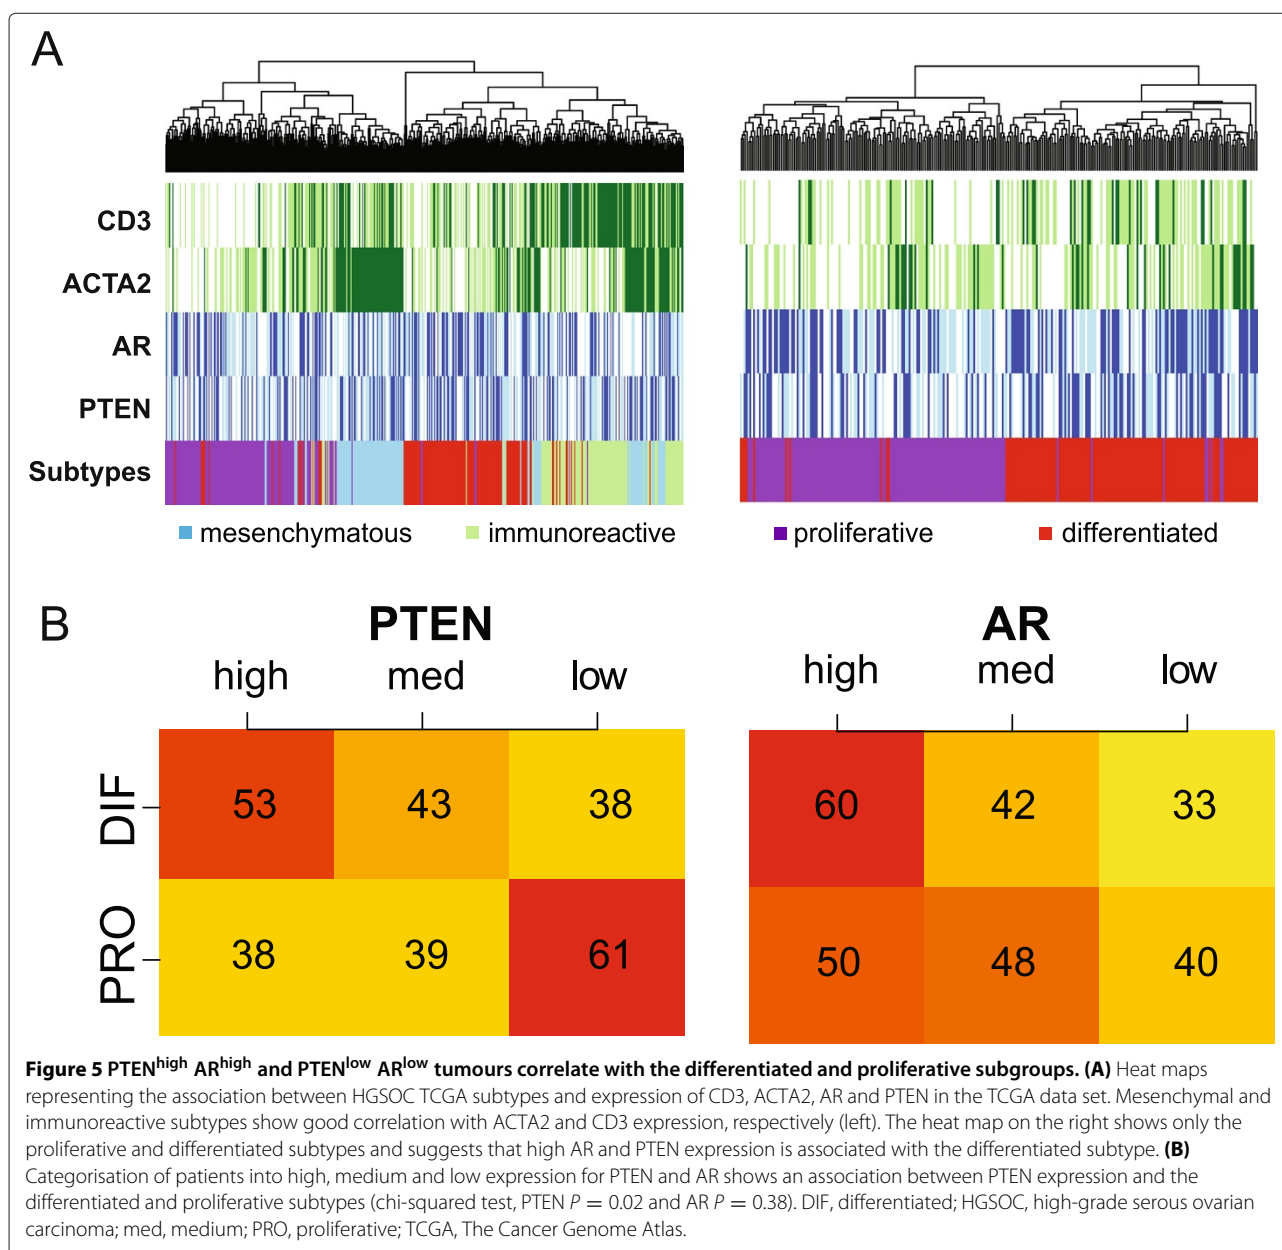 A
CD3
ACTA2
AR
PTEN
Subtypes
mesenchymatous immunoreactive proliferative differentiated
B
PTEN AR
high med low high med low
DIF 53 43 38 60 42 33
PRO 38 39 61 50 48 40
Figure 5 PTENhigh ARhigh and PTENlow ARlow tumours correlate with the differentiated and proliferative subgroups. (A) Heat maps
representing the association between HGSOC TCGA subtypes and expression of CD3, ACTA2, AR and PTEN in the TCGA data set. Mesenchymal and
immunoreactive subtypes show good correlation with ACTA2 and CD3 expression, respectively (left). The heat map on the right shows only the
proliferative and differentiated subtypes and suggests that high AR and PTEN expression is associated with the differentiated subtype. (B)
Categorisation of patients into high, medium and low expression for PTEN and AR shows an association between PTEN expression and the
differentiated and proliferative subtypes (chi-squared test, PTEN P = 0.02 and AR P = 0.38). DIF, differentiated; HGSOC, high-grade serous ovarian
carcinoma; med, medium; PRO, proliferative; TCGA, The Cancer Genome Atlas.